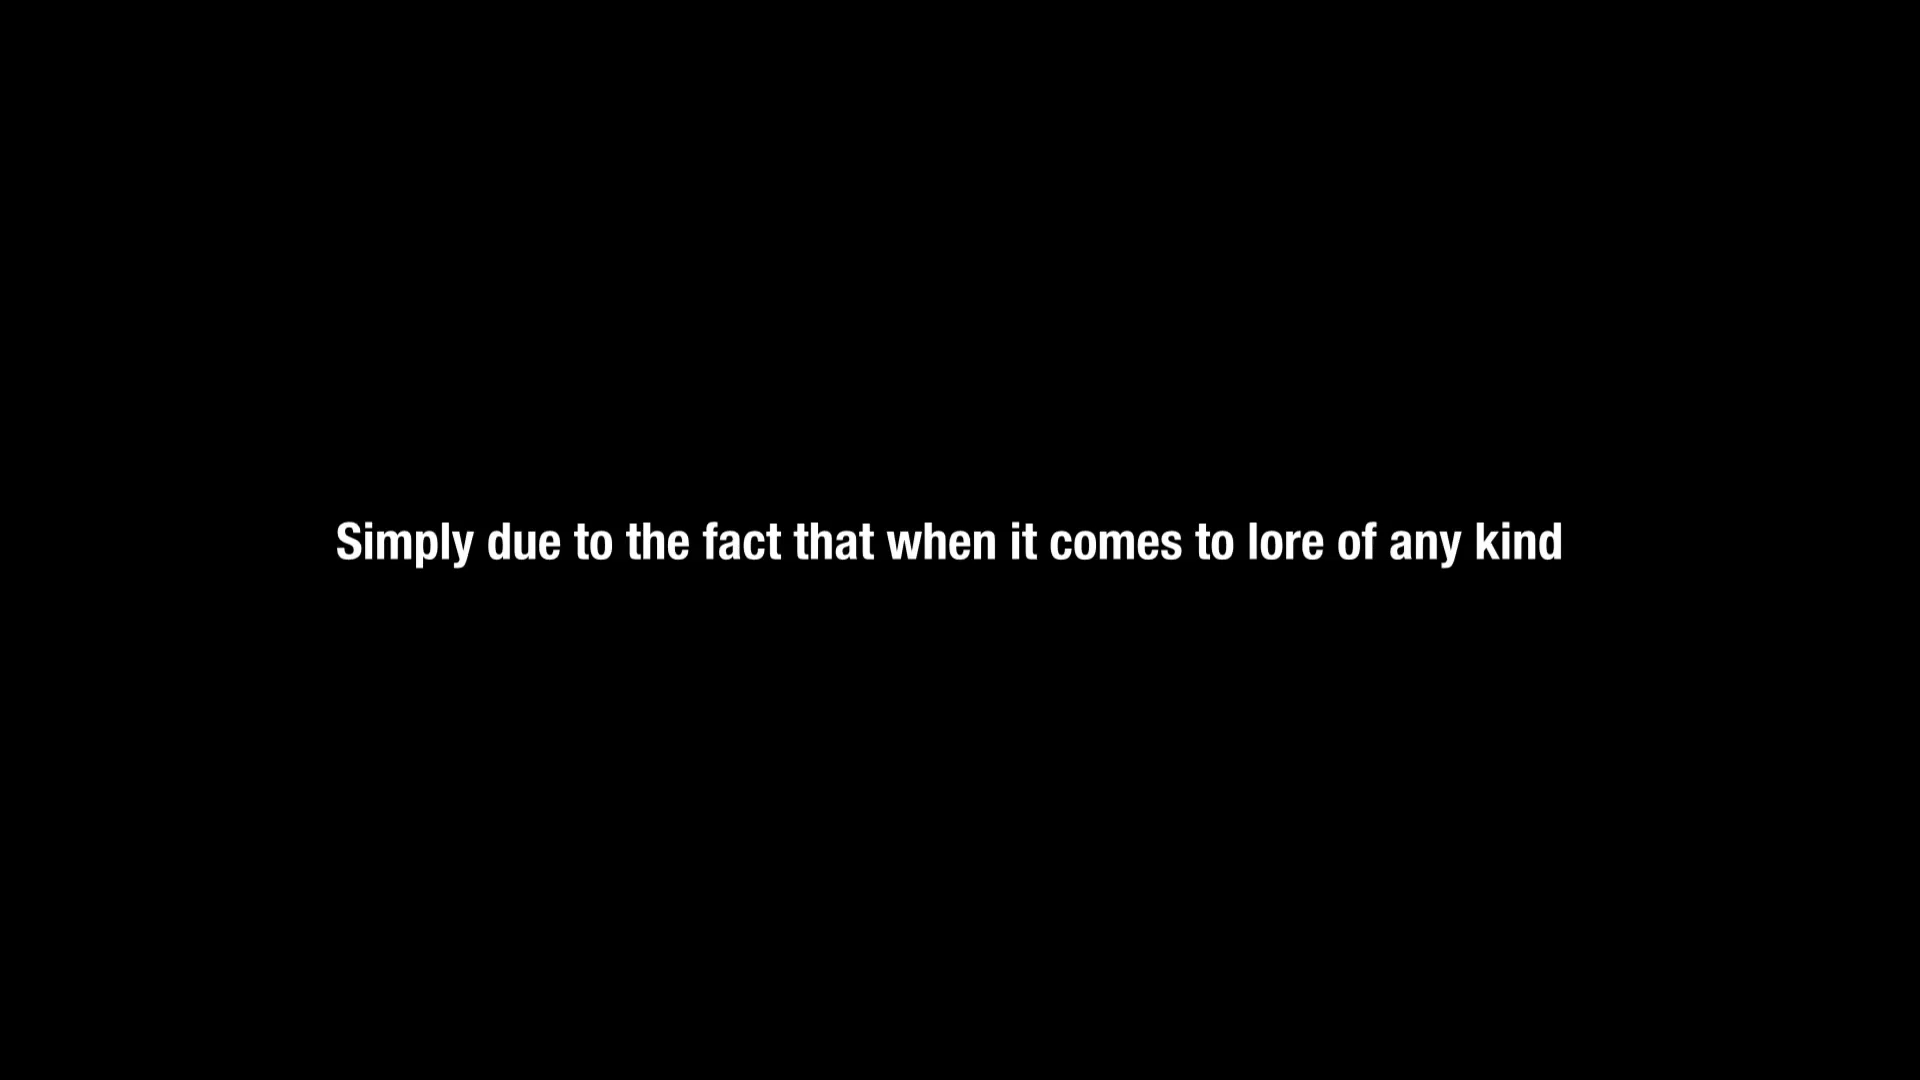 Simply due to the fact that when it comes to lore of any kind